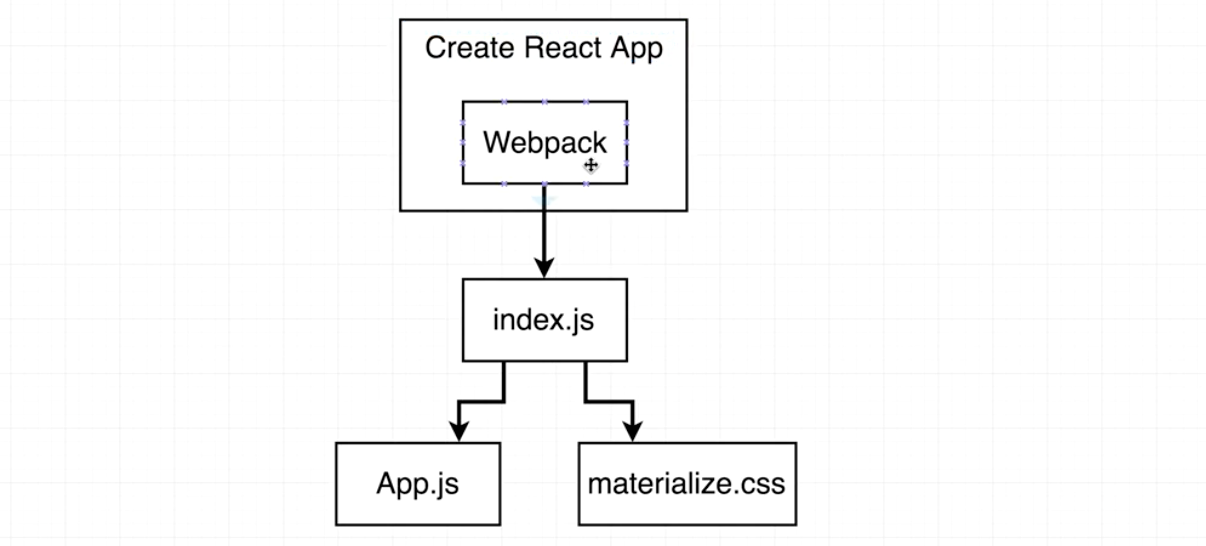 Create React App
Webpack
index.js
App.js
materialize.css